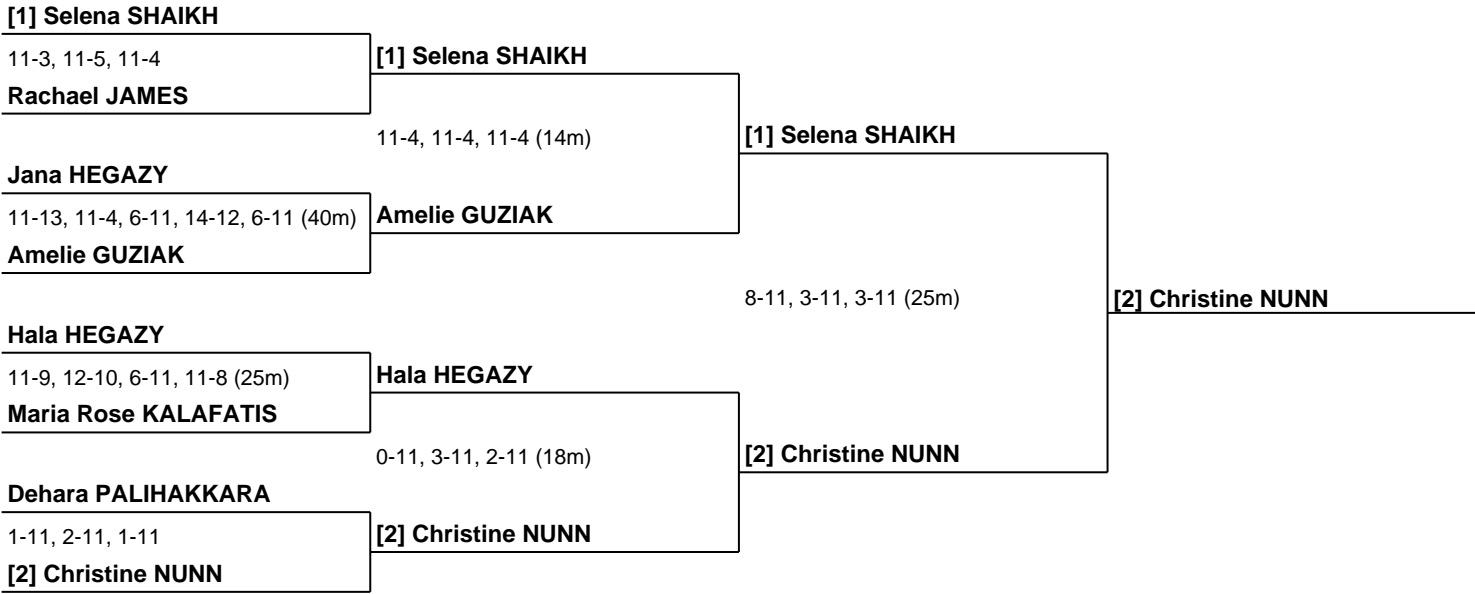 [1] Selena SHAIKH
11-3, 11-5, 11-4
Rachael JAMES
Jana HEGAZY
11-13, 11-4, 6-11, 14-12, 6-11 (40m)
Amelie GUZIAK
Hala HEGAZY
11-9, 12-10, 6-11, 11-8 (25m)
Maria Rose KALAFATIS
Dehara PALIHAKKARA
1-11, 2-11, 1-11
[2] Christine NUNN
[1] Selena SHAIKH
11-4, 11-4, 11-4 (14m)
Amelie GUZIAK
Hala HEGAZY
0-11, 3-11, 2-11 (18m)
[2] Christine NUNN
[1] Selena SHAIKH
8-11, 3-11, 3-11 (25m)
[2] Christine NUNN
[2] Christine NUNN